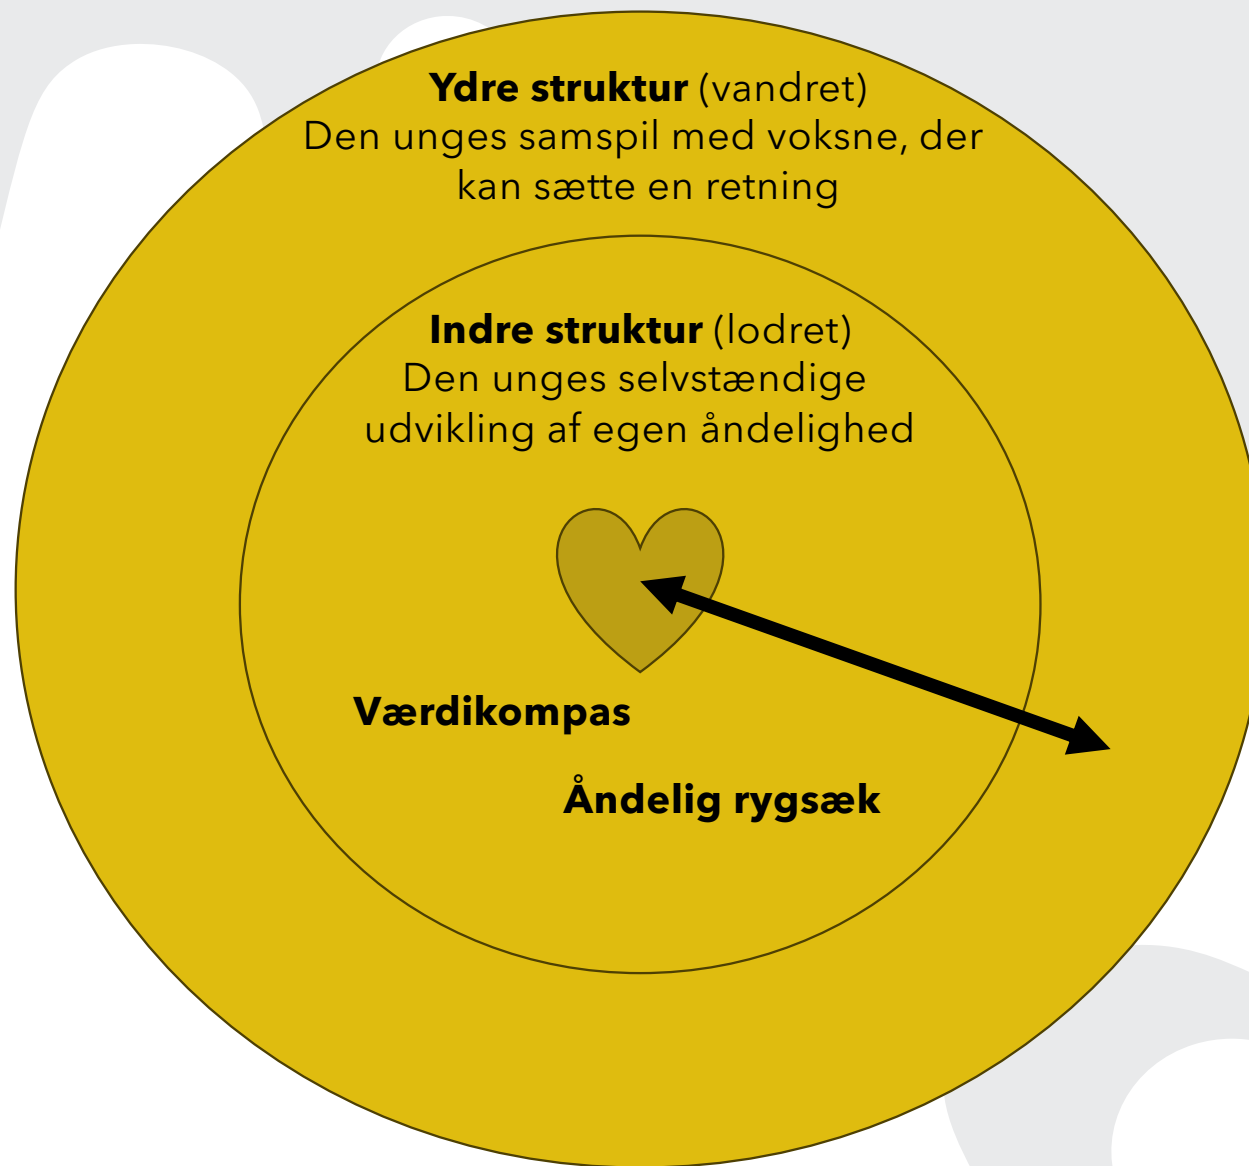 Ydre struktur (vandret)
Den unges samspil med voksne, der
kan sætte en retning
Indre struktur (lodret)
Den unges selvstændige
udvikling af egen åndelighed
Værdikompas
Åndelig rygsæk